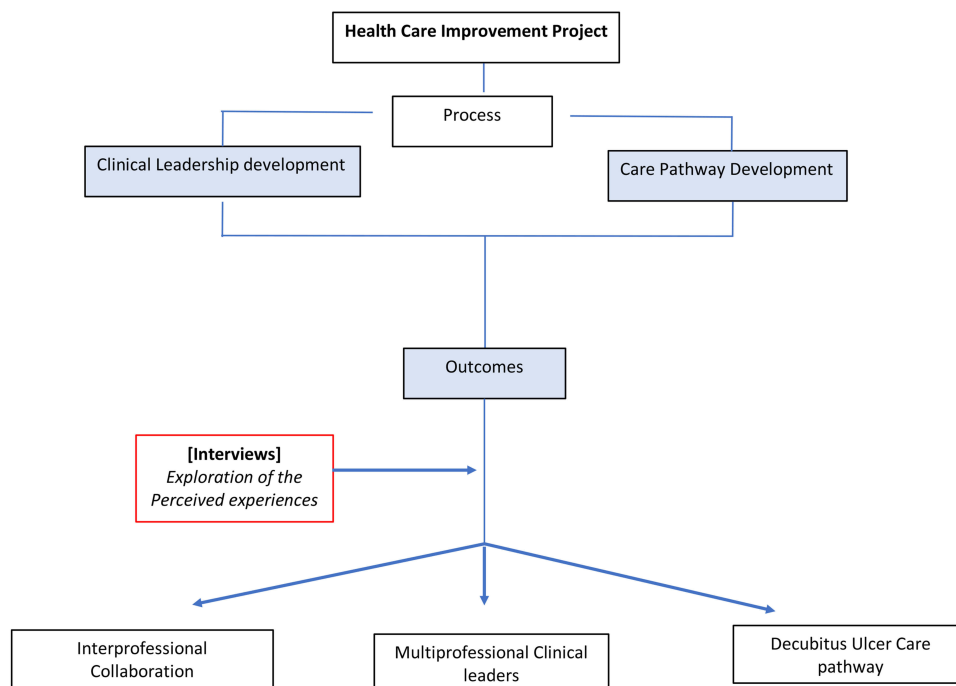 Health Care Improvement Project
Process
Clinical Leadership development
Care Pathway Development
Outcomes
[Interviews]
Exploration of the
Perceived experiences
Interprofessional
Collaboration
Multiprofessional Clinical
leaders
Decubitus Ulcer Care
pathway